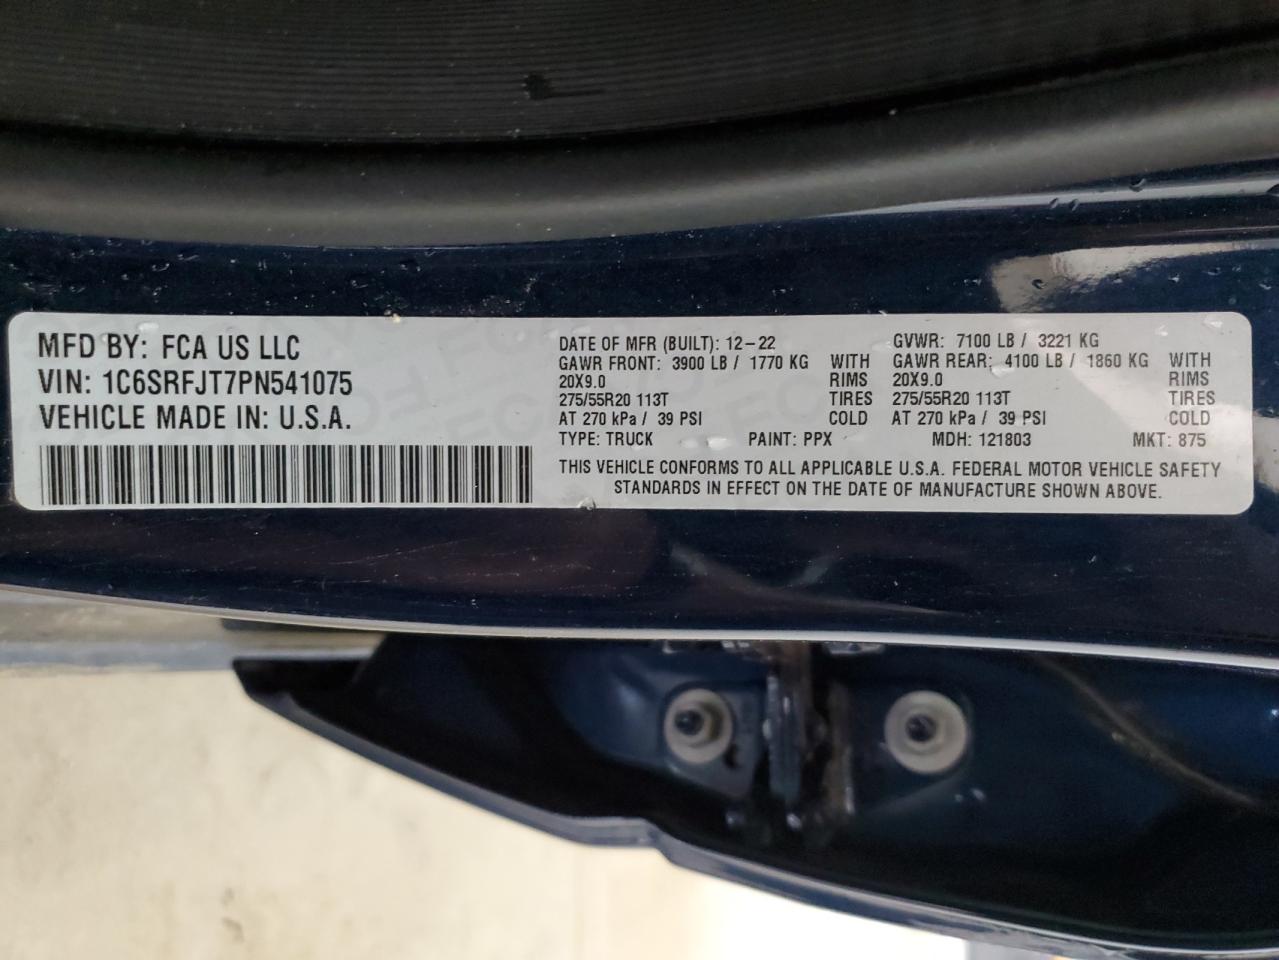 MFD BY: FCA US LLC
VIN: 1C6SRFJT7PN541075
VEHICLE MADE IN: U.S.A.
DATE OF MFR (BUILT): 12-22 GVWR: 7100 LB / 3221 KG
GAWR FRONT: 3900 LB / 1770 KG WITH GAWR REAR: 4100 LB / 1860 KG WITH
20X9.0 RIMS 20X9.0 RIMS
275/55R20 113T TIRES 275/55R20 113T TIRES
AT 270 kPa / 39 PSI COLD AT 270 kPa / 39 PSI COLD
TYPE: TRUCK PAINT: PPX MDH: 121803 MKT: 875
THIS VEHICLE CONFORMS TO ALL APPLICABLE U.S.A. FEDERAL MOTOR VEHICLE SAFETY
STANDARDS IN EFFECT ON THE DATE OF MANUFACTURE SHOWN ABOVE.